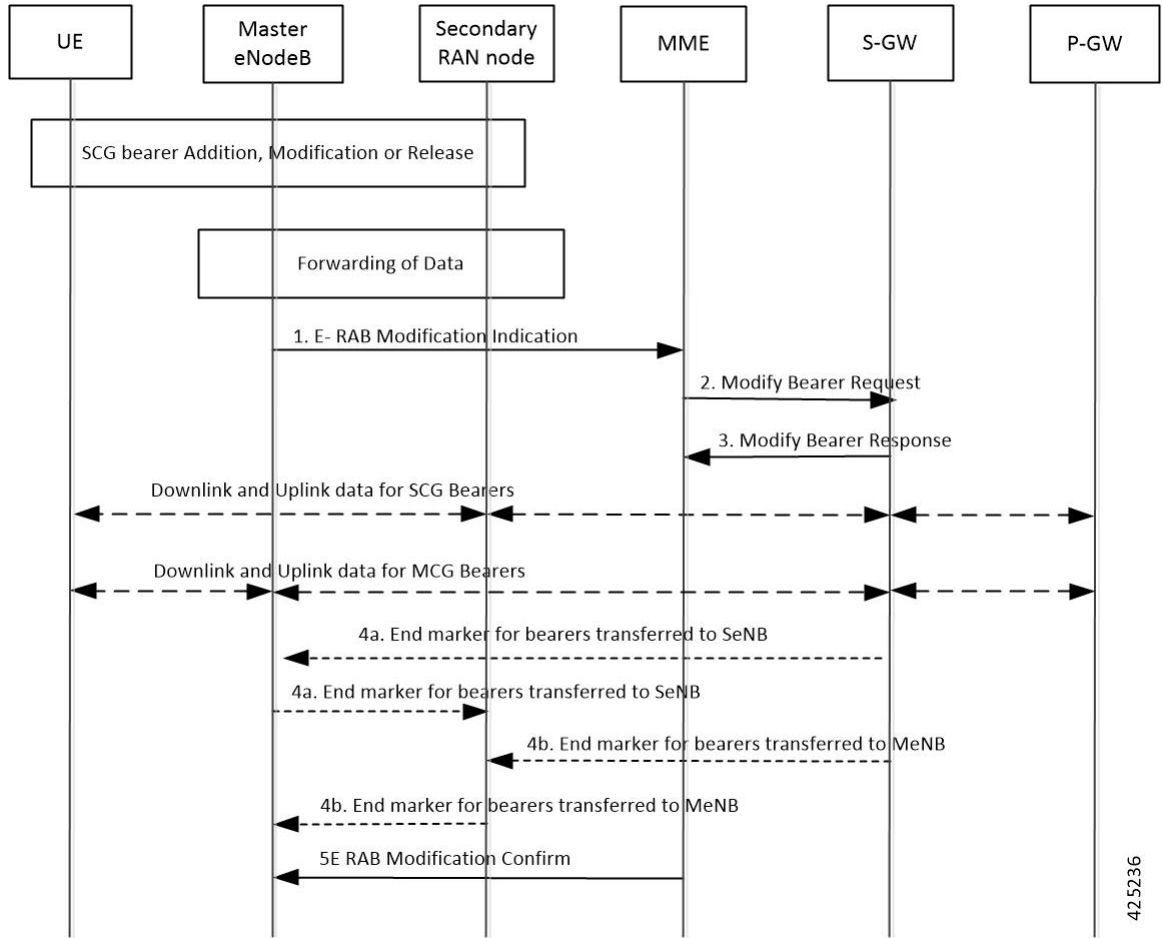 UE
Master
eNodeB
Secondary
RAN node
MME
S-GW
P-GW
SCG bearer Addition, Modification or Release
Forwarding of Data
1. E- RAB Modification Indication
2. Modify Bearer Request
3. Modify Bearer Response
Downlink and Uplink data for SCG Bearers
Downlink and Uplink data for MCG Bearers
4a. End marker for bearers transferred to SeNB
4a. End marker for bearers transferred to SeNB
4b. End marker for bearers transferred to MeNB
4b. End marker for bearers transferred to MeNB
5E RAB Modification Confirm
425236